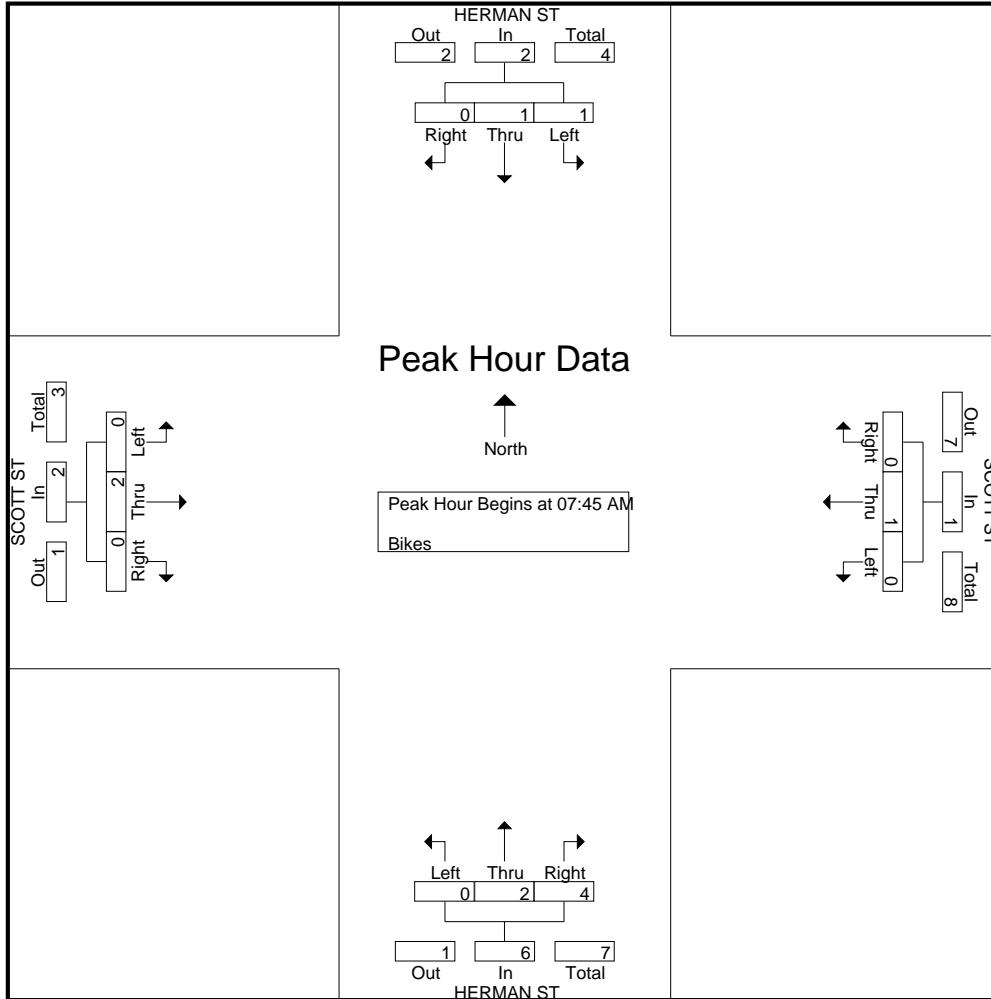 HERMAN ST
Out In Total
2 2 4
0 1 1
Right Thru Left
Peak Hour Data
North
Peak Hour Begins at 07:45 AM
Bikes
SCOTT ST
Total In Out
3 2 1
0 2 0
Left Thru Right
SCOTT ST
Out In Total
7 1 8
0 1 0
Right Thru Left
Left Thru Right
0 2 4
1 6 7
Out In Total
HERMAN ST